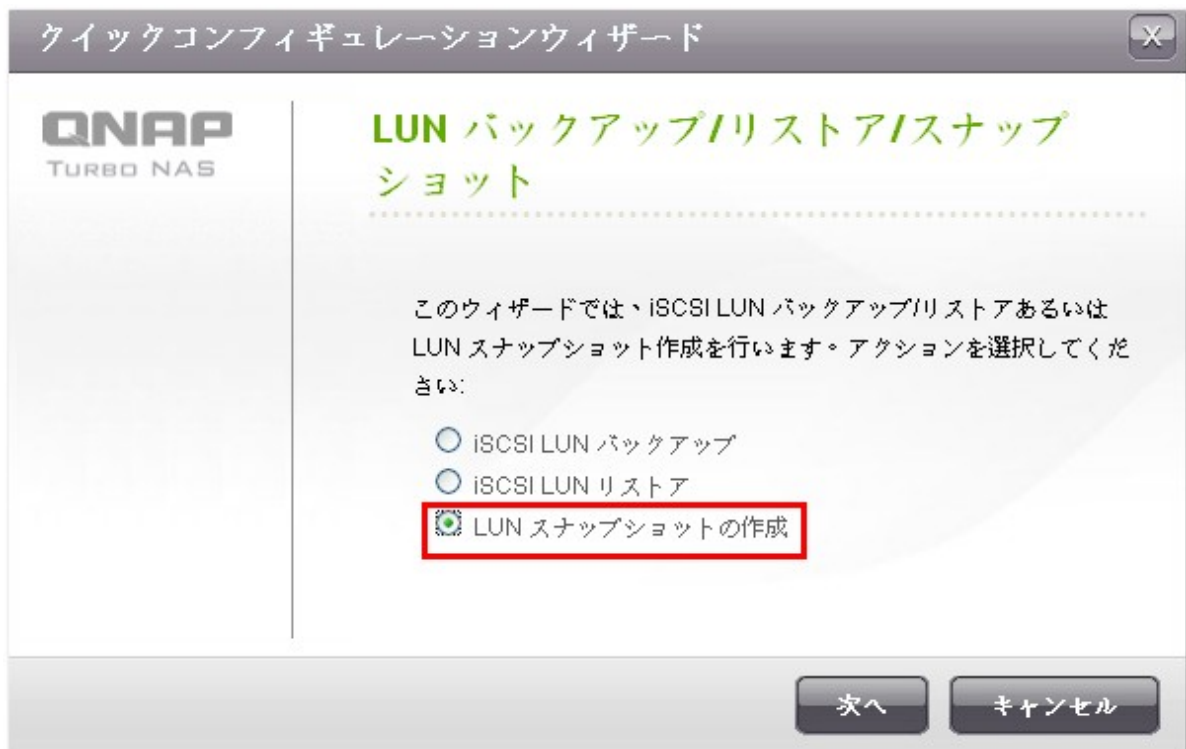 クイックコンフィギュレーションウィザード
X
QNAP
TURBO NAS
LUN バックアップ/リストア/スナップ
ショット
このウィザードでは、iSCSI LUN バックアップ/リストアあるいは
LUN スナップショット作成を行います。アクションを選択してくだ
さい:
iSCSI LUN バックアップ
iSCSI LUN リストア
LUN スナップショットの作成
次へ
キャンセル